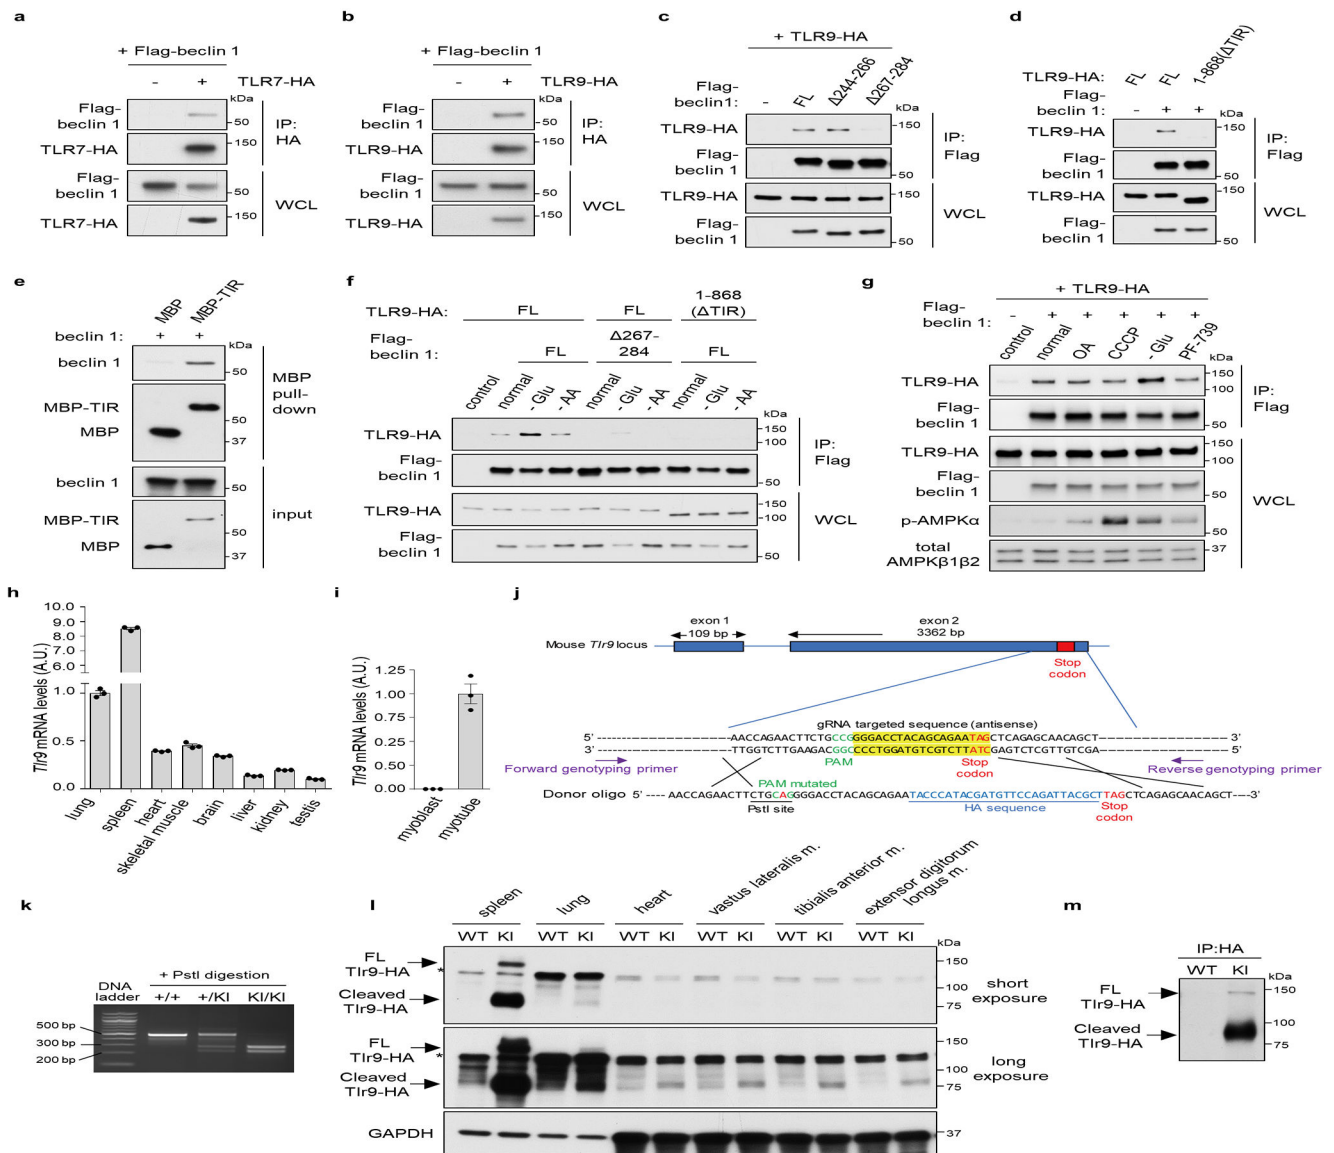 a
+ Flag-beclin 1
- + TLR7-HA
kDa
Flag-
beclin 1
50
IP:
HA
TLR7-HA
150
Flag-
beclin 1
50
WCL
TLR7-HA
150
b
+ Flag-beclin 1
- + TLR9-HA
kDa
Flag-
beclin 1
50
IP:
HA
TLR9-HA
150
Flag-
beclin 1
50
WCL
TLR9-HA
150
c
+ TLR9-HA
Flag-
beclin1:
- FL Δ244-266 Δ267-284
kDa
TLR9-HA
150
IP:
Flag
Flag-
beclin 1
50
TLR9-HA
150
WCL
Flag-
beclin 1
50
d
TLR9-HA: FL FL 1-868(ΔTIR)
Flag-
beclin 1: - + +
kDa
TLR9-HA
150
IP:
Flag
Flag-
beclin 1
50
TLR9-HA
150
WCL
Flag-
beclin 1
50
e
MBP MBP-TIR
beclin 1: + +
kDa
beclin 1
50
MBP
pull-
down
MBP-TIR
50
MBP
37
beclin 1
50
input
MBP-TIR
50
MBP
37
f
TLR9-HA: FL FL 1-868
(ΔTIR)
Flag-
beclin 1: FL Δ267-
284 FL
control normal - Glu - AA normal - Glu - AA normal - Glu - AA
kDa
TLR9-HA
150
100
IP:
Flag
Flag-
beclin 1
50
TLR9-HA
150
100
WCL
Flag-
beclin 1
50
g
+ TLR9-HA
Flag-
beclin 1: - + + + + +
control normal OA CCCP - Glu PF-739
kDa
TLR9-HA
150
100
IP:
Flag
Flag-
beclin 1
50
TLR9-HA
150
100
Flag-
beclin 1
50
WCL
p-AMPKα
50
total
AMPKβ1β2
37
h
Tlr9 mRNA levels (A.U.)
10.0
9.0
8.0
7.0
6.0
1.0
0.5
0
lung spleen heart skeletal muscle brain liver kidney testis
i
Tlr9 mRNA levels (A.U.)
1.25
1.00
0.75
0.50
0.25
0
myoblast myotube
j
exon 1
109 bp
exon 2
3362 bp
Mouse Tlr9 locus
Stop
codon
gRNA targeted sequence (antisense)
5' AACCAGAACTTCTGCCGGGGACCTACAGCAGAATAGCTCAGAGCAACAGCT 3'
3' TTGGTCTTGAAGACGGCCCCTGGATGTCGTCTTATCGAGTCTCGTTGTCGA 5'
PAM
Stop
codon
Forward genotyping primer
Reverse genotyping primer
PAM mutated
Donor oligo 5' ---- AACCAGAACTTCTGCAGGGGACCTACAGCAGAATACCCATACGATGTTCCAGATTACGCTTAGCTCAGAGCAACAGCT----3'
PstI site
HA sequence
Stop
codon
k
+ PstI digestion
DNA
ladder
+/+ +/KI KI/KI
500 bp
300 bp
200 bp
l
spleen lung heart vastus lateralis m. tibialis anterior m. extensor digitorum
longus m.
WT KI WT KI WT KI WT KI WT KI WT KI
kDa
FL
Tlr9-HA
*
Cleaved
Tlr9-HA
150
100
75
short
exposure
FL
Tlr9-HA
*
Cleaved
Tlr9-HA
150
100
75
long
exposure
GAPDH
37
m
IP:HA
WT KI
kDa
FL
Tlr9-HA
150
Cleaved
Tlr9-HA
100
75